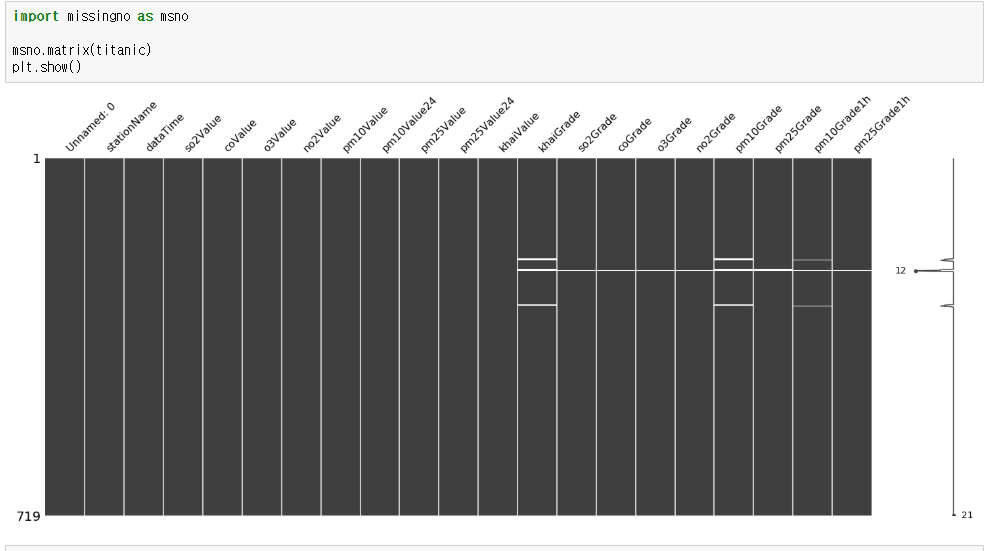 import missingno as msno
msno.matrix(titanic)
plt.show()
Unnamed: 0
stationName
dataTime
so2Value
coValue
o3Value
no2Value
pm10Value
pm10Value24
pm25Value
pm25Value24
khaiValue
khaiGrade
so2Grade
coGrade
o3Grade
no2Grade
pm10Grade
pm25Grade
pm10Grade1h
pm25Grade1h
1
12
719
21